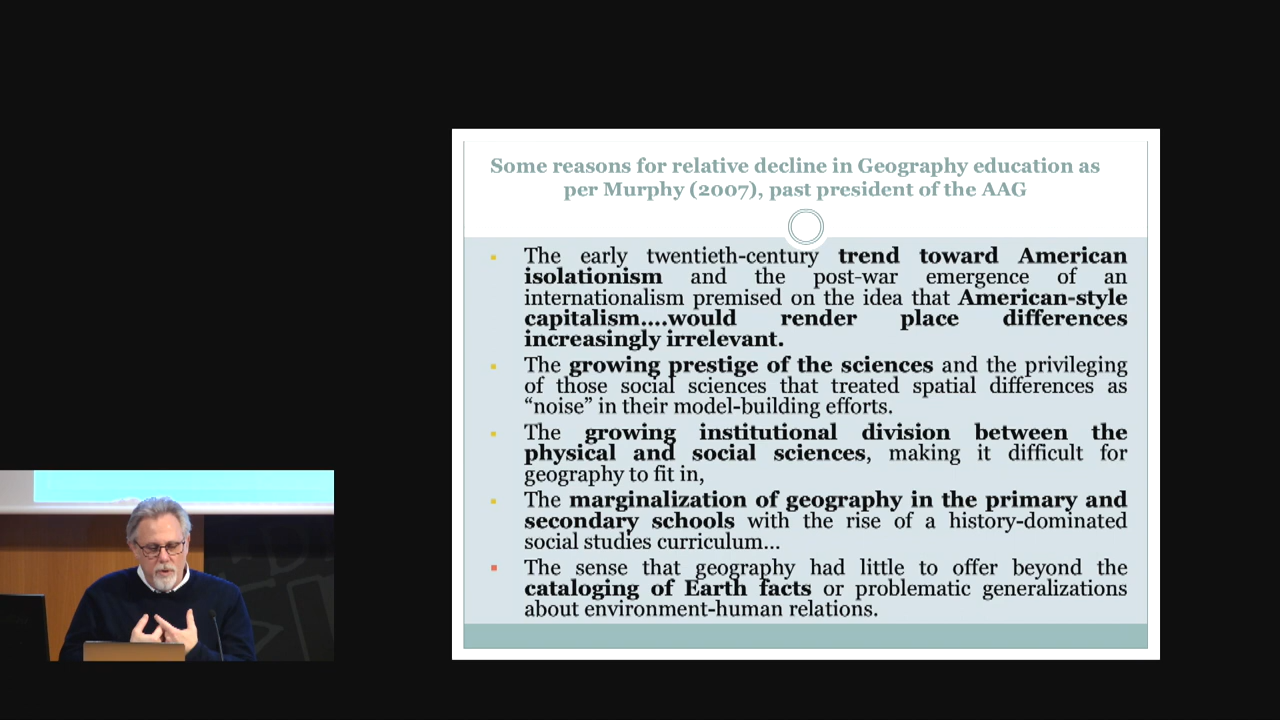 Some reasons for relative decline in Geography education as
per Murphy (2007), past president of the AAG
The early twentieth-century trend toward American
isolationism and the post-war emergence of an
internationalism premised on the idea that American-style
capitalism....would render place differences
increasingly irrelevant.
The growing prestige of the sciences and the privileging
of those social sciences that treated spatial differences as
“noise” in their model-building efforts.
The growing institutional division between the
physical and social sciences, making it difficult for
geography to fit in,
The marginalization of geography in the primary and
secondary schools with the rise of a history-dominated
social studies curriculum...
The sense that geography had little to offer beyond the
cataloging of Earth facts or problematic generalizations
about environment-human relations.